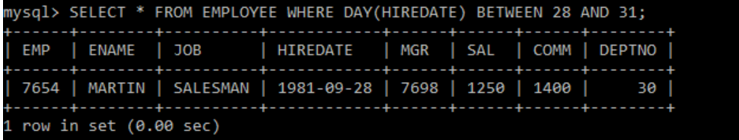 mysql> SELECT * FROM EMPLOYEE WHERE DAY(HIREDATE) BETWEEN 28 AND 31;
+------+--------+----------+------------+------+------+------+--------+
| EMP | ENAME | JOB | HIREDATE | MGR | SAL | COMM | DEPTNO |
+------+--------+----------+------------+------+------+------+--------+
| 7654 | MARTIN | SALESMAN | 1981-09-28 | 7698 | 1250 | 1400 | 30 |
+------+--------+----------+------------+------+------+------+--------+
1 row in set (0.00 sec)